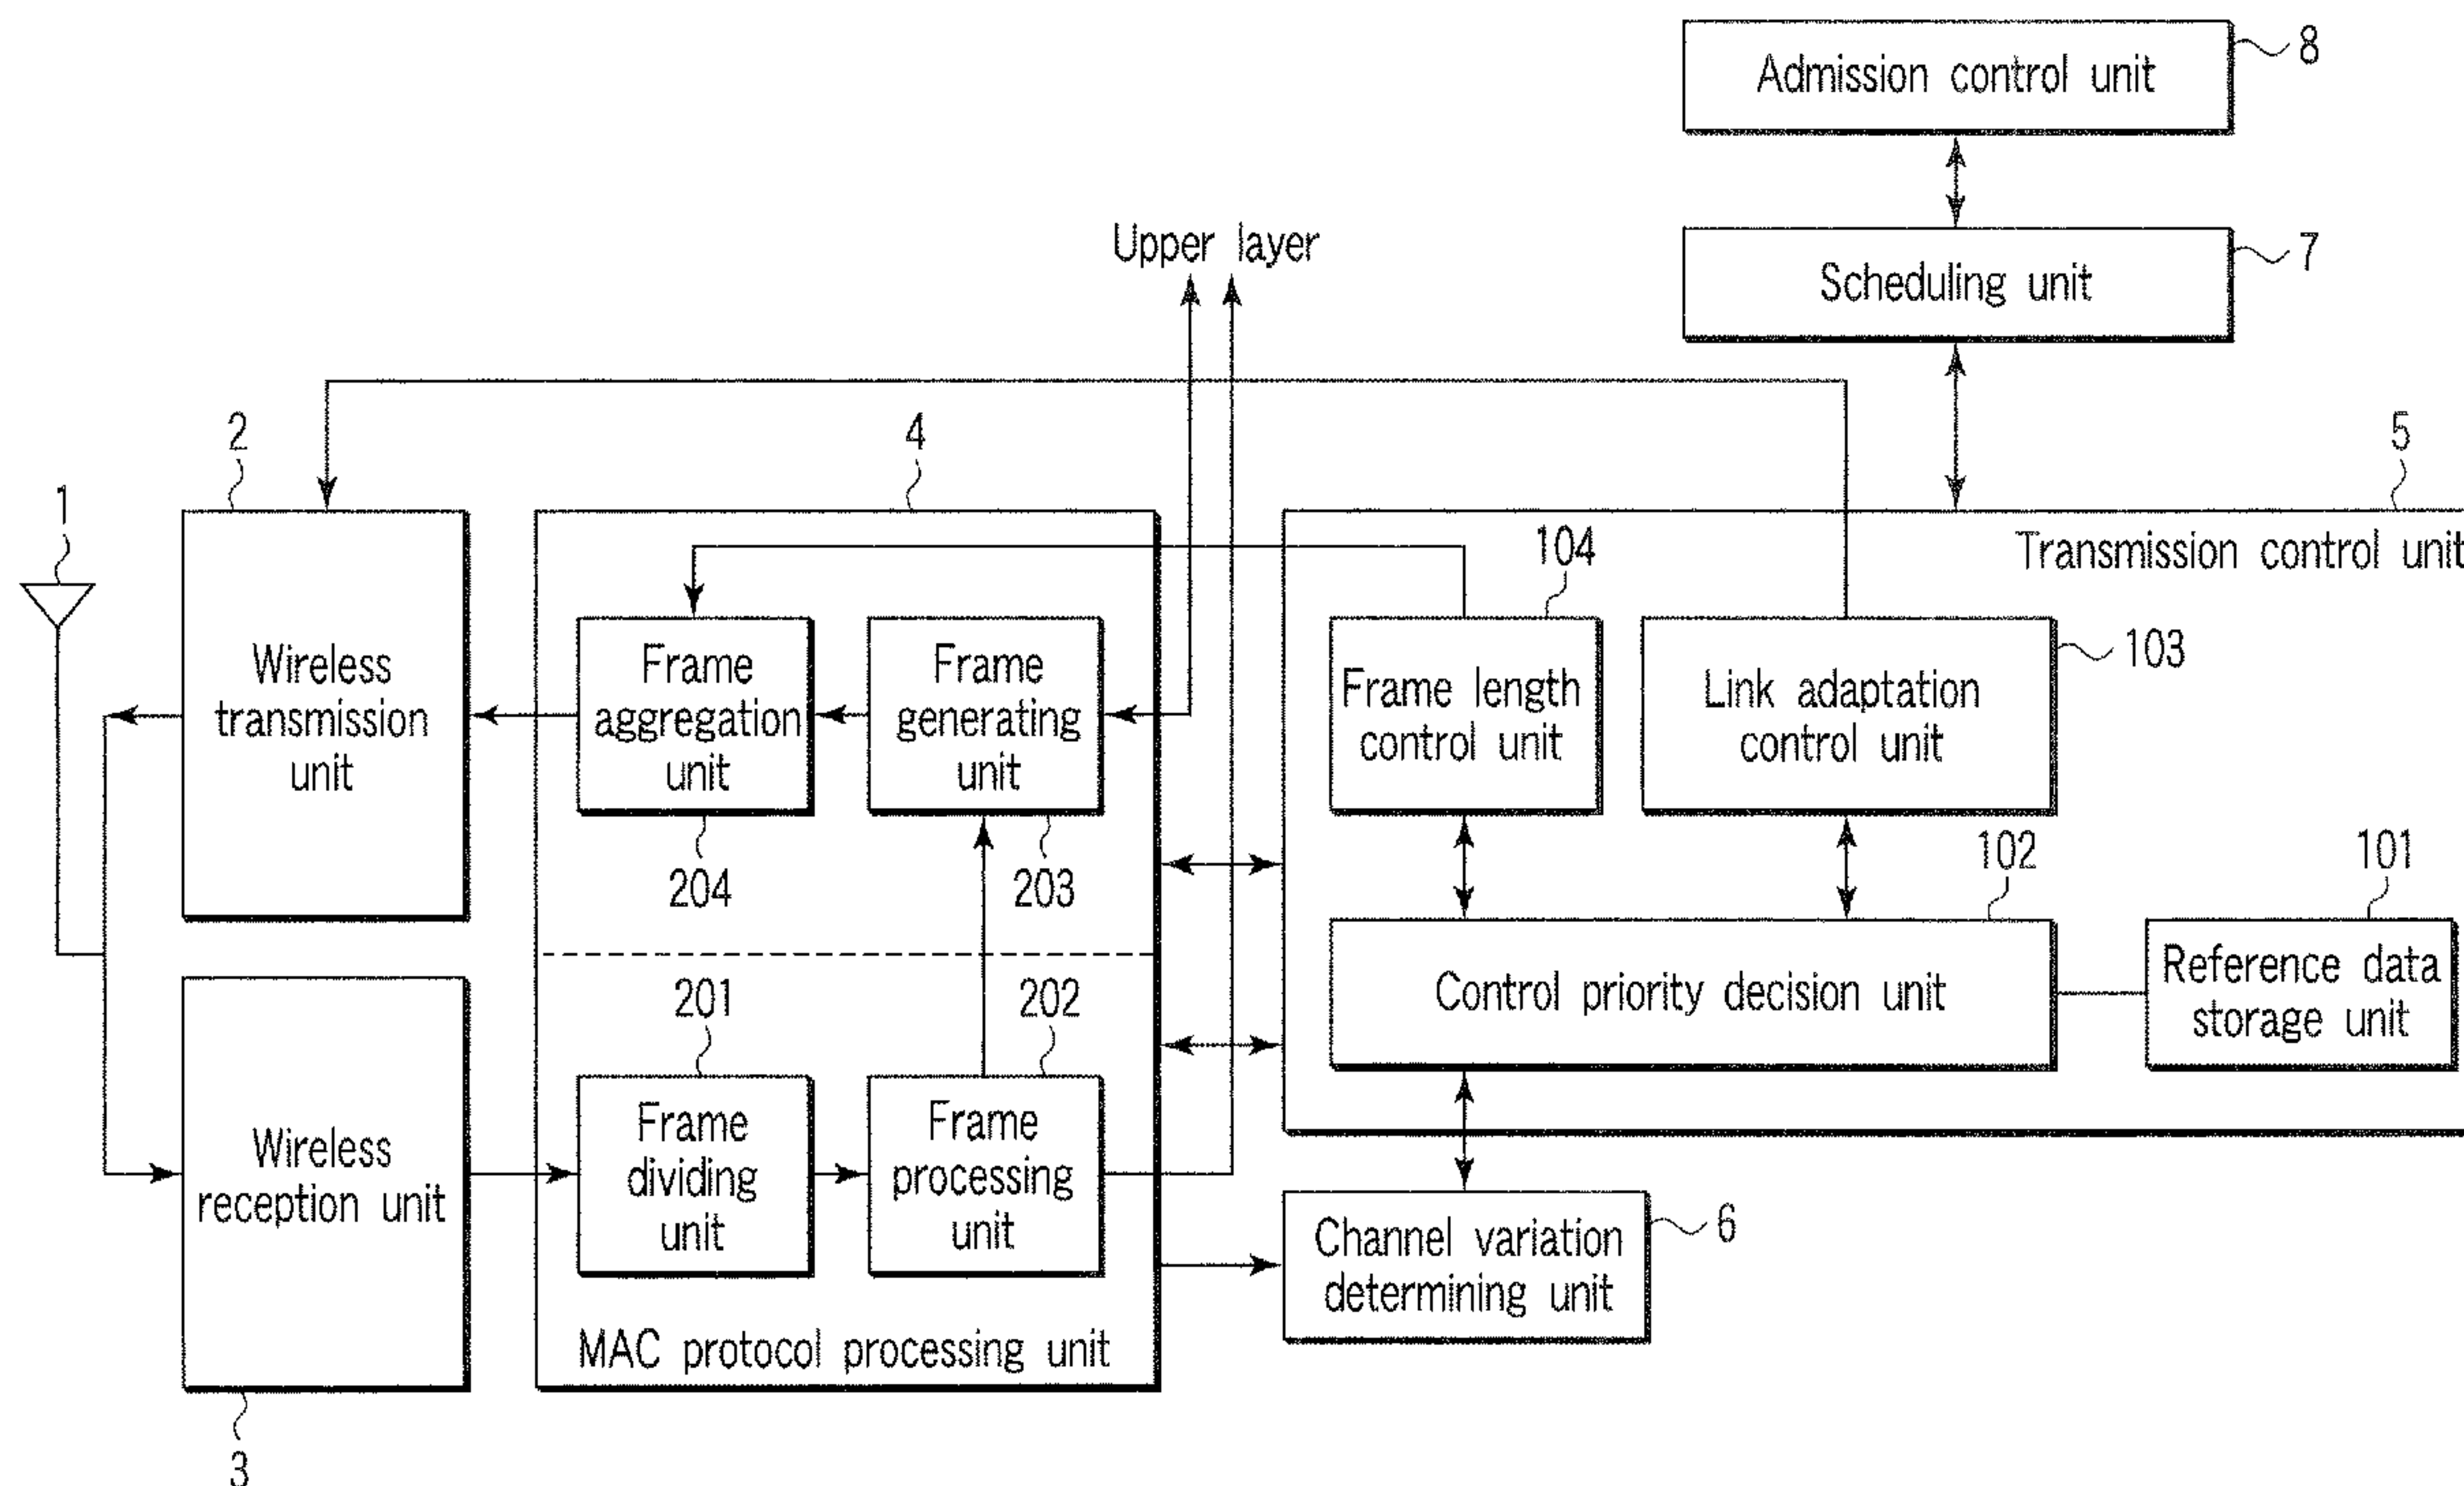 Admission control unit
8
Scheduling unit
7
Upper layer
2
4
5
Transmission control unit
1
104
103
Wireless
transmission
unit
Frame
aggregation
unit
Frame
generating
unit
Frame length
control unit
Link adaptation
control unit
204
203
102
101
Control priority decision unit
Reference data
storage unit
201
202
Wireless
reception unit
Frame
dividing
unit
Frame
processing
unit
Channel variation
determining unit
6
MAC protocol processing unit
3